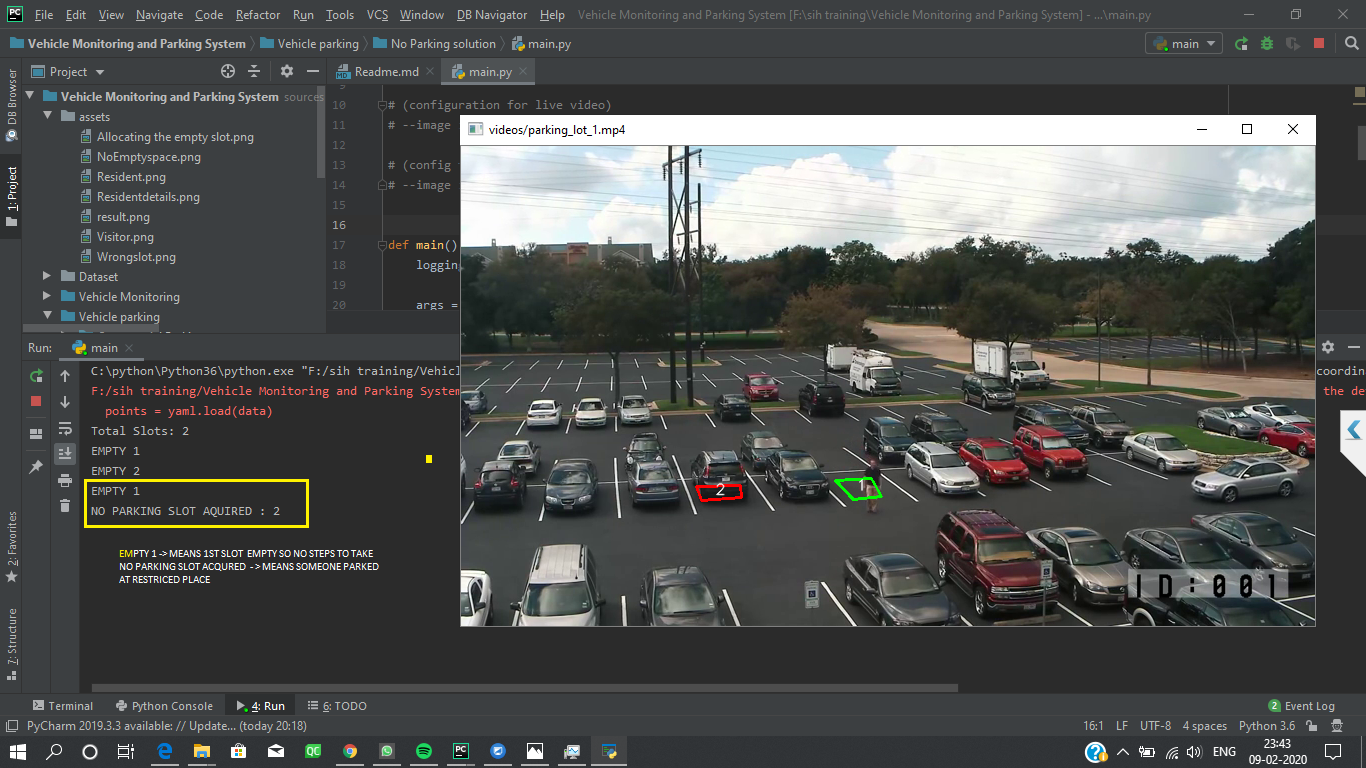 PC File Edit View Navigate Code Refactor Run Tools VCS Window DB Navigator Help Vehicle Monitoring and Parking System [F:\sih training\Vehicle Monitoring and Parking System] - ...\main.py
Vehicle Monitoring and Parking System Vehicle parking No Parking solution main.py main
Project Readme.md main.py
DB Browser
1: Project
Vehicle Monitoring and Parking System sources
assets
Allocating the empty slot.png
NoEmptyspace.png
Resident.png
Residentdetails.png
result.png
Visitor.png
Wrongslot.png
Dataset
Vehicle Monitoring
Vehicle parking
9
10 # (configuration for live video)
11 # --image
12
13 # (config
14 # --image
15
16
17 def main()
18 logging
19
20 args =
videos/parking_lot_1.mp4
2
1
ID:001
Run: main
C:\python\Python36\python.exe "F:/sih training/Vehicl
coordin
F:/sih training/Vehicle Monitoring and Parking System
the de
points = yaml.load(data)
Total Slots: 2
EMPTY 1
EMPTY 2
EMPTY 1
NO PARKING SLOT AQUIRED : 2
EMPTY 1 -> MEANS 1ST SLOT EMPTY SO NO STEPS TO TAKE
NO PARKING SLOT ACQURED -> MEANS SOMEONE PARKED
AT RESTRICED PLACE
2: Favorites
7: Structure
Terminal Python Console 4: Run 6: TODO 2 Event Log
PyCharm 2019.3.3 available: // Update... (today 20:18) 16:1 LF UTF-8 4 spaces Python 3.6
QC PC ENG 23:43
09-02-2020